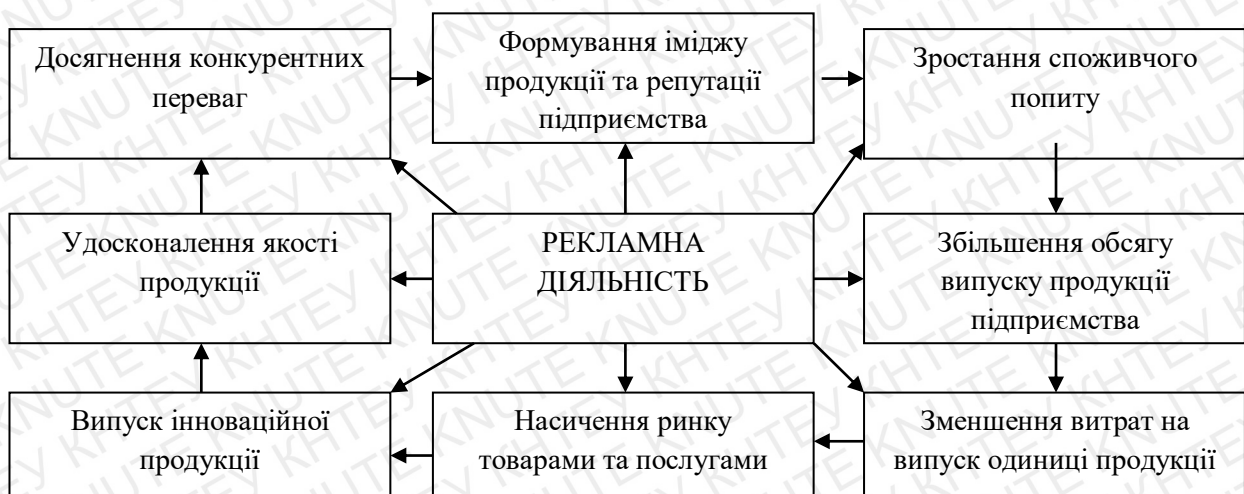 Досягнення конкурентних
переваг
Формування іміджу
продукції та репутації
підприємства
Зростання споживчого
попиту
Удосконалення якості
продукції
РЕКЛАМНА
ДІЯЛЬНІСТЬ
Збільшення обсягу
випуску продукції
підприємства
Випуск інноваційної
продукції
Насичення ринку
товарами та послугами
Зменшення витрат на
випуск одиниці продукції